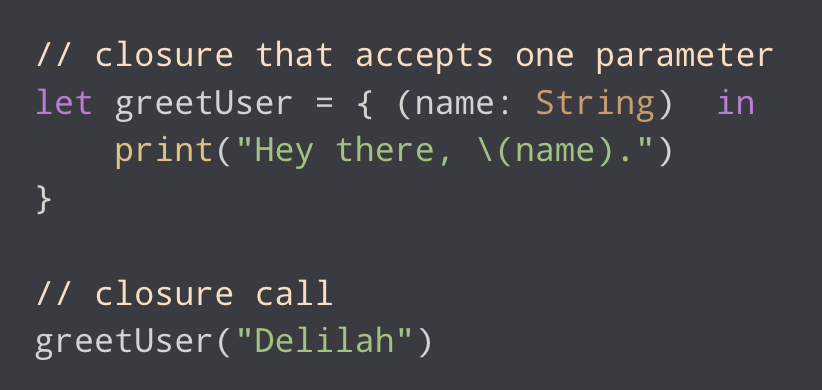 // closure that accepts one parameter
let greetUser = { (name: String)  in
    print("Hey there, \(name).")
}

// closure call
greetUser("Delilah")